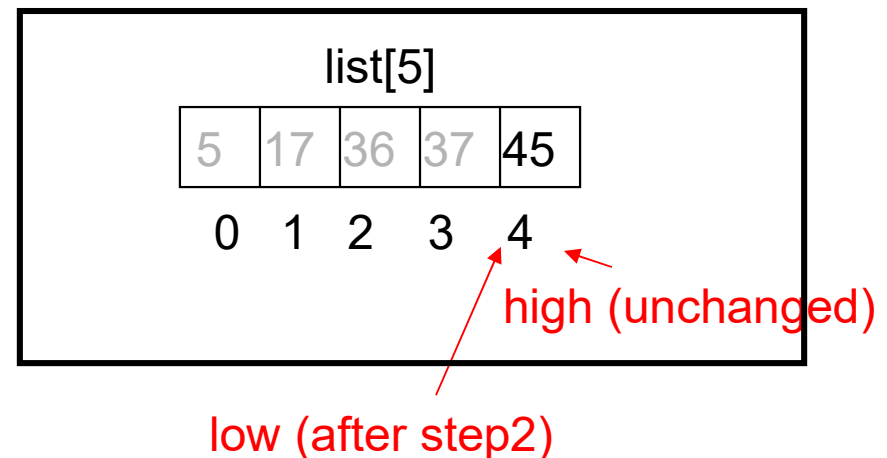 list[5]
5 17 36 37 45
0 1 2 3 4
high (unchanged)
low (after step2)